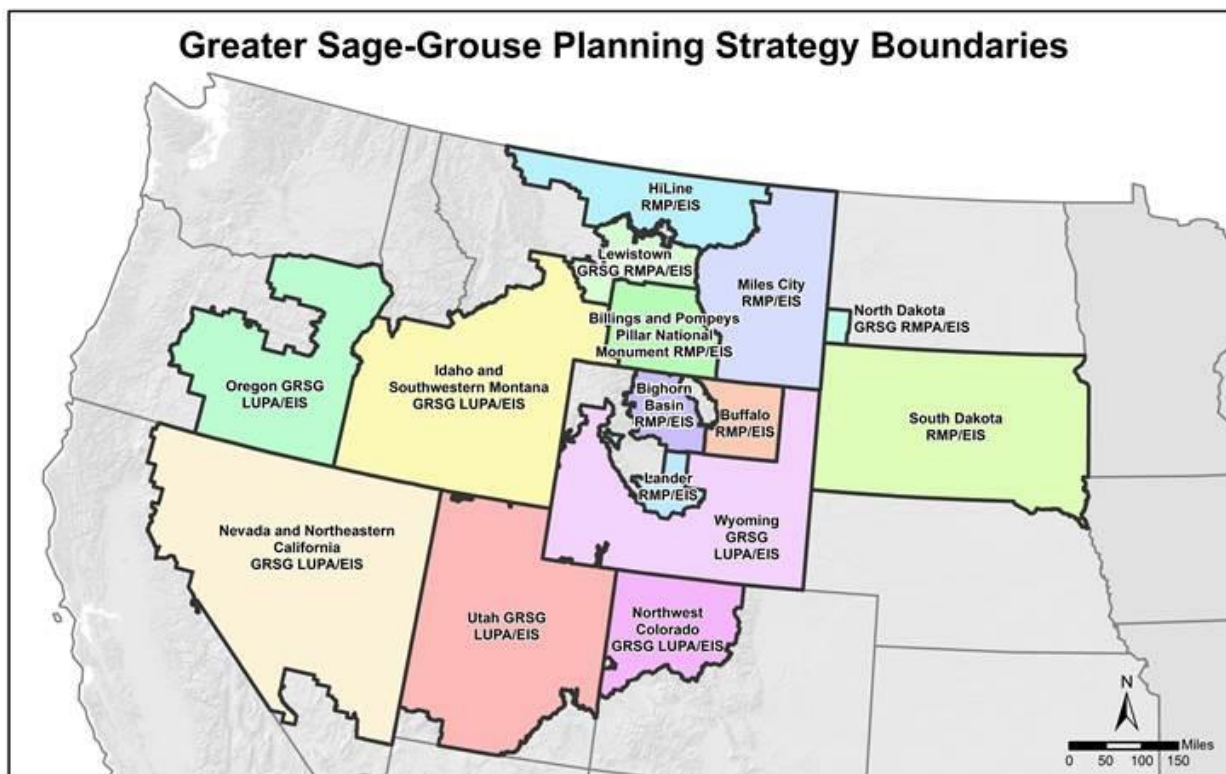 Greater Sage-Grouse Planning Strategy Boundaries
HiLine
RMP/EIS
Lewistown
GRSG RMPA/EIS
Miles City
RMP/EIS
North Dakota
GRSG RMPA/EIS
Billings and Pompeys
Pillar National
Monument RMP/EIS
Idaho and
Southwestern Montana
GRSG LUPA/EIS
Oregon GRSG
LUPA/EIS
Bighorn
Basin
RMP/EIS
Buffalo
RMP/EIS
South Dakota
RMP/EIS
Lander
RMP/EIS
Wyoming
GRSG
LUPA/EIS
Nevada and Northeastern
California
GRSG LUPA/EIS
Utah GRSG
LUPA/EIS
Northwest
Colorado
GRSG LUPA/EIS
N
Miles
0 50 100 150